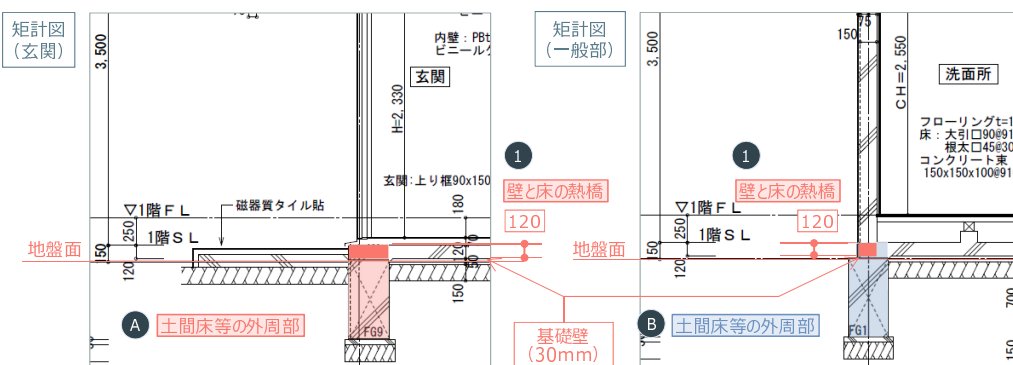 矩計図
（玄関）
3,500
内壁：PBt
ビニール
玄関
H=2,330
玄関：上り框90x150
▽1階FL
磁器質タイル貼
250
1階SL
地盤面
150
120
180
70
120
50
150
A
土間床等の外周部
FG9
1
壁と床の熱橋
120
基礎壁
（30mm）
矩計図
（一般部）
3,500
75
150
CH=2,550
洗面所
フローリングt=1
床：大引口90@91
根太口45@30
コンクリート束
150x150x100@91
1
壁と床の熱橋
120
▽1階FL
250
1階SL
地盤面
150
120
B
土間床等の外周部
FG1
700
150